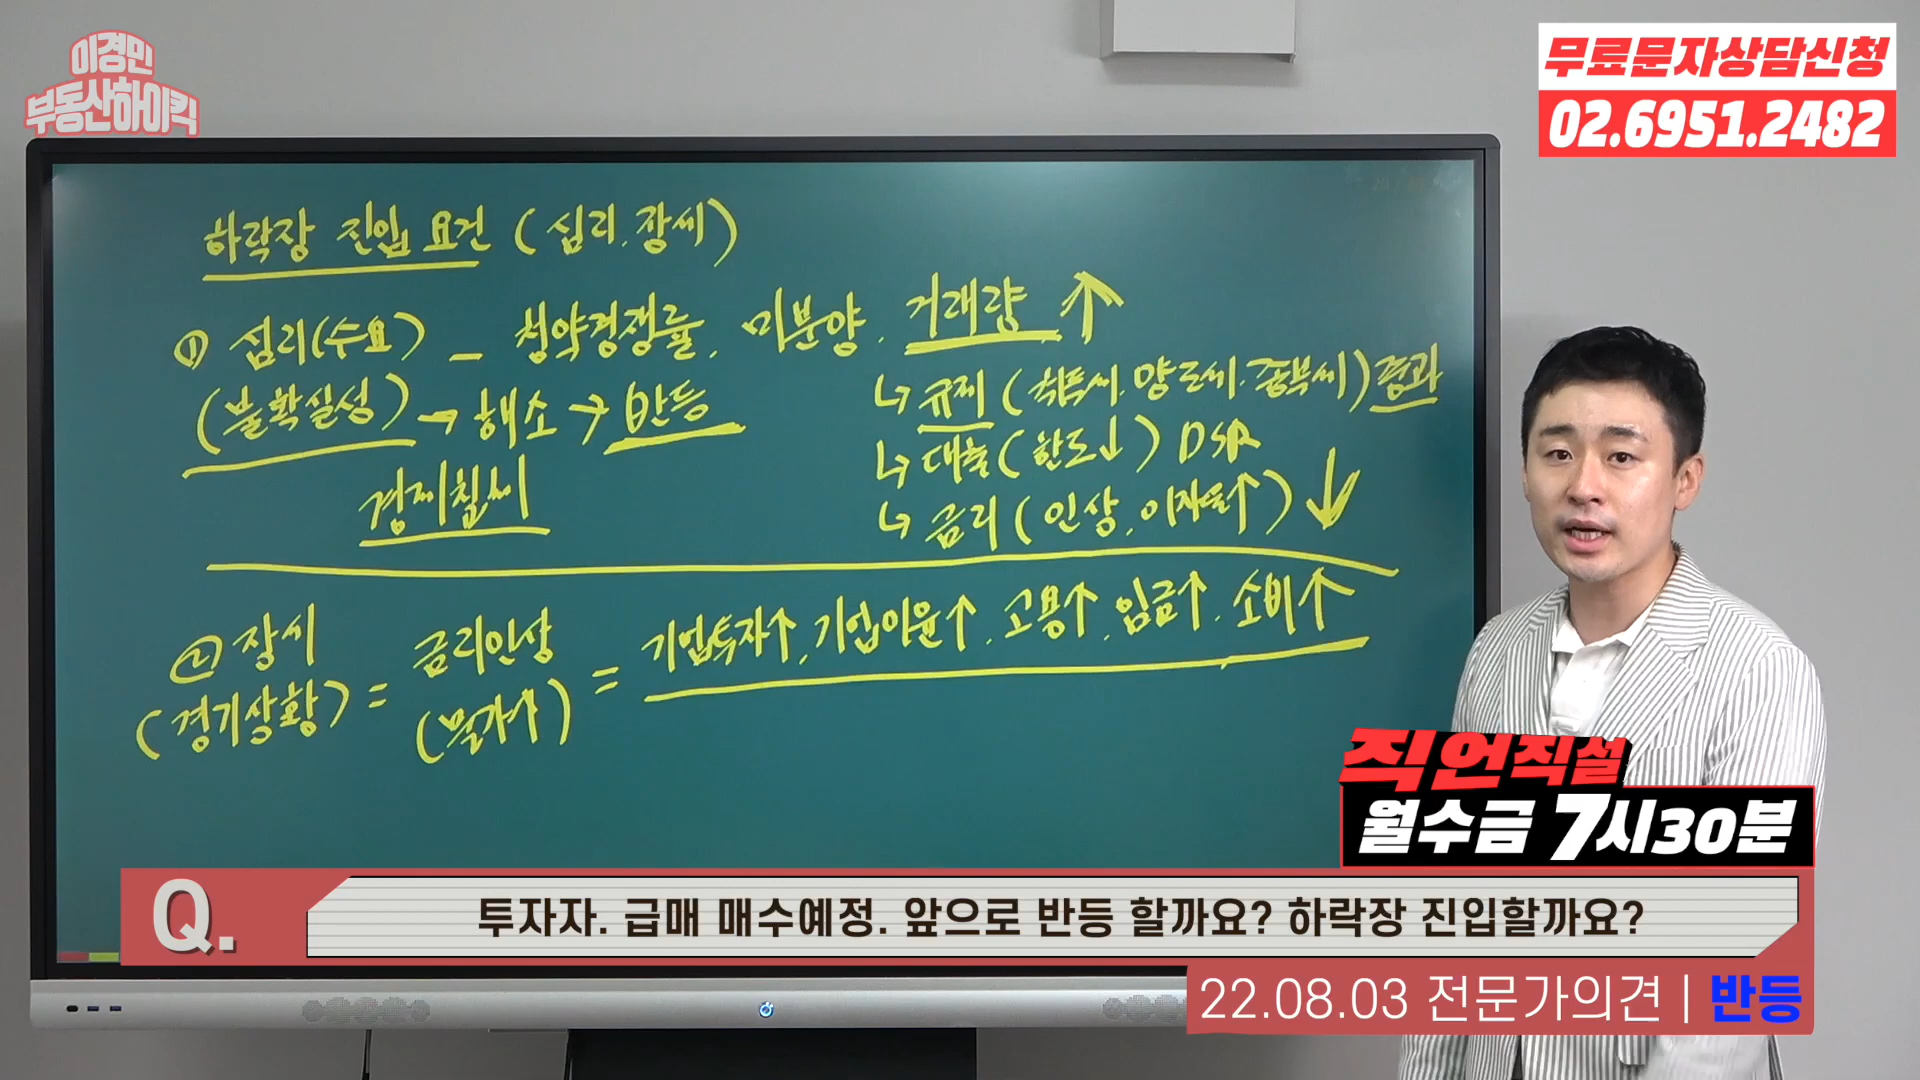 이경민
부동산하이킥
무료문자상담신청
02.6951.2482
하락장 진입 요건 (심리.장세)
① 심리(수요) - 청약경쟁률. 미분양. 거래량 ↑
(불확실성) → 해소 → 반등
경제침체
↳ 규제 (취득세.양도세.종부세) 중과
↳ 대출 (한도↓) DSR
↳ 금리 (인상, 이자율↑) ↓
② 장세 (경기상황) = 금리인상 (물가↑) = 기업투자↑, 기업이윤↑, 고용↑, 임금↑, 소비↑
직언직설
월수금 7시30분
Q. 투자자. 급매 매수예정. 앞으로 반등 할까요? 하락장 진입할까요?
22.08.03 전문가의견 | 반등